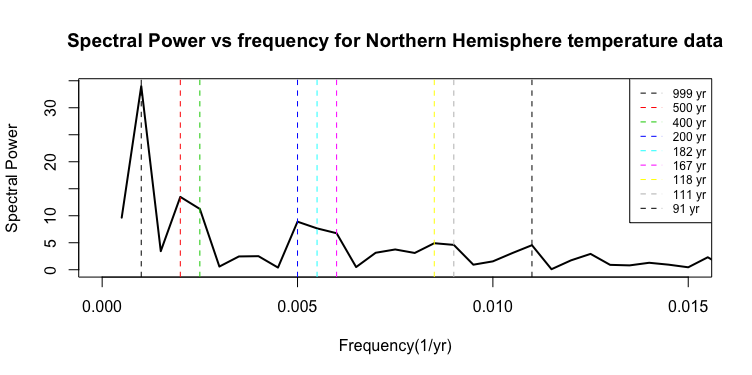 Spectral Power vs frequency for Northern Hemisphere temperature data
Spectral Power
30
20
10
5
0
999 yr
500 yr
400 yr
200 yr
182 yr
167 yr
118 yr
111 yr
91 yr
0.000
0.005
0.010
0.015
Frequency(1/yr)